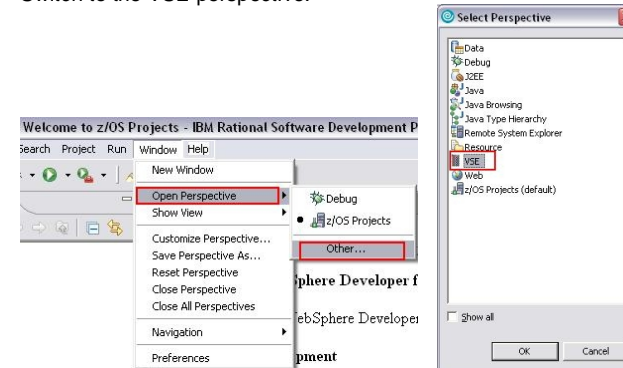 Switch to the VSE perspective.
Welcome to z/OS Projects - IBM Rational Software Development P
Search Project Run Window Help
New Window
Open Perspective
Show View
Customize Perspective...
Save Perspective As...
Reset Perspective
Close Perspective
Close All Perspectives
Navigation
Preferences
Debug
z/OS Projects
Other...
sphere Developer f
ebSphere Developer
pment
Select Perspective
Data
Debug
J2EE
Java
Java Browsing
Java Type Hierarchy
Remote System Explorer
Resource
VSE
Web
z/OS Projects (default)
Show all
OK Cancel